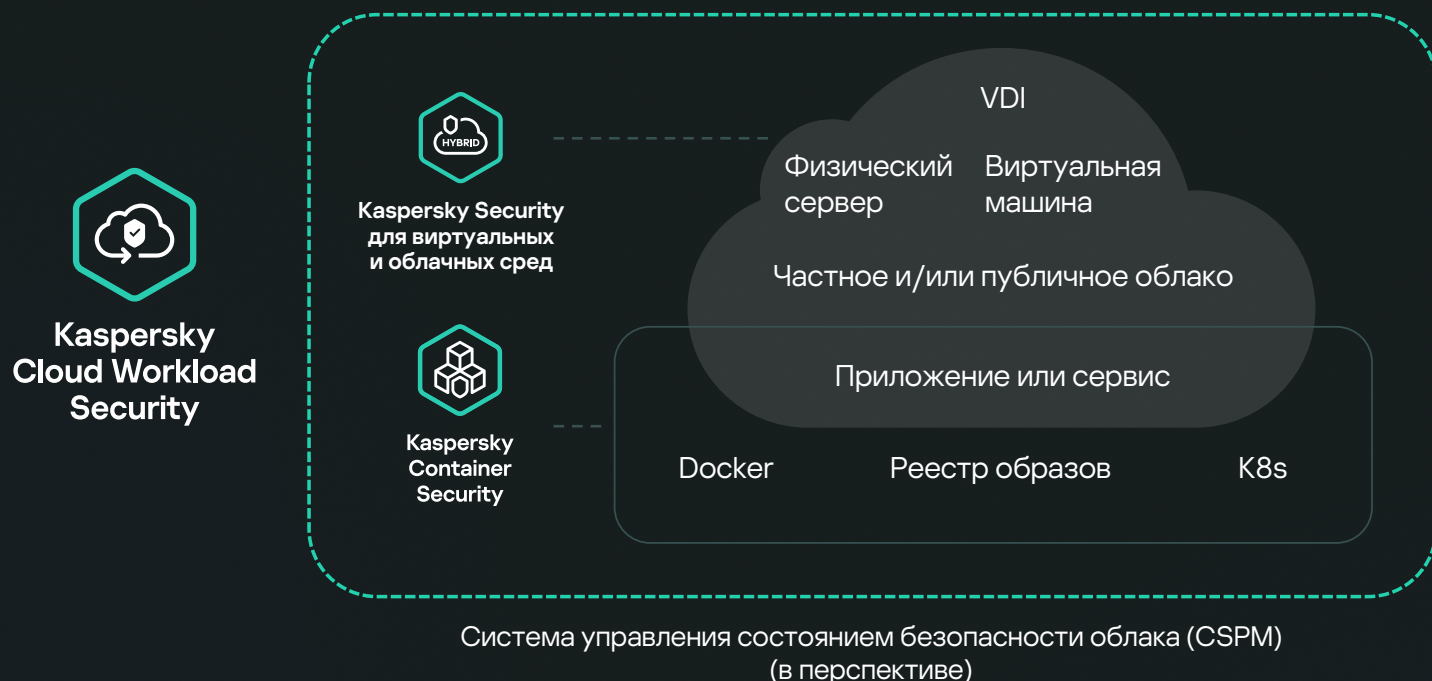 Kaspersky
Cloud Workload
Security
HYBRID
Kaspersky Security
для виртуальных
и облачных сред
Kaspersky
Container
Security
VDI
Физический
сервер
Виртуальная
машина
Частное и/или публичное облако
Приложение или сервис
Docker
Реестр образов
K8s
Система управления состоянием безопасности облака (CSPM)
(в перспективе)